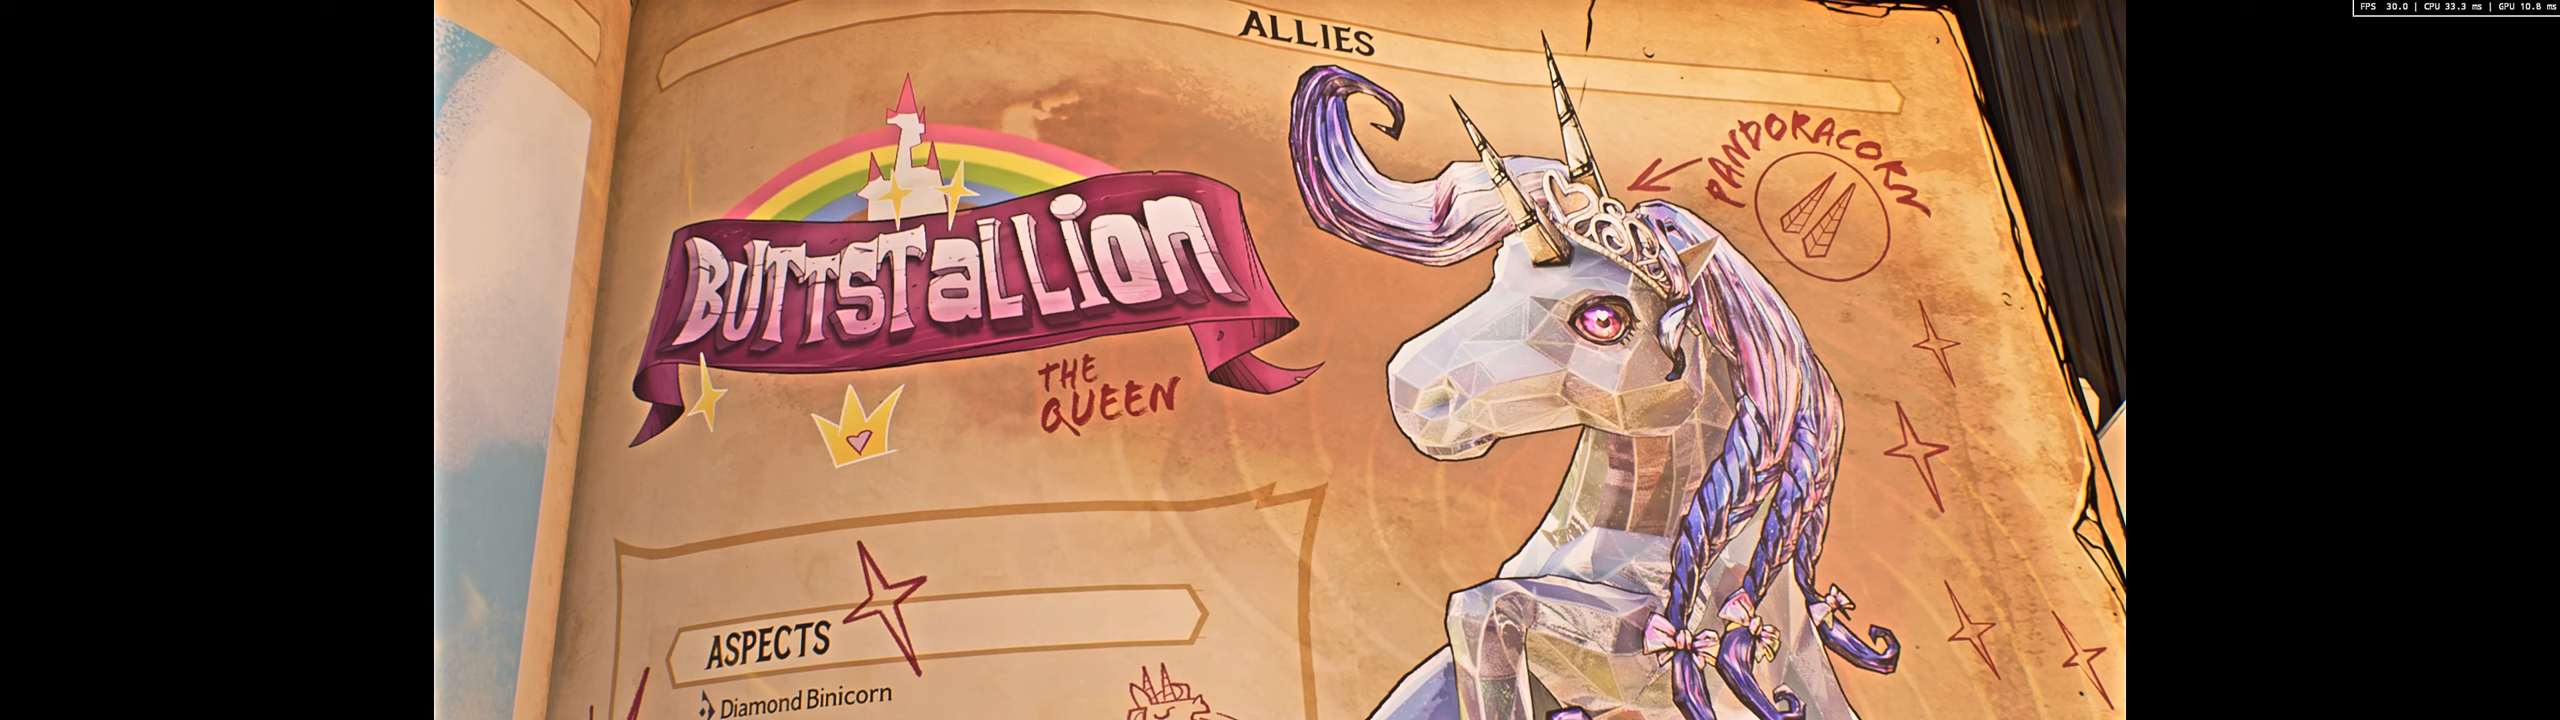 FPS 30.0 | CPU 33.3 ms | GPU 10.8 ms
ALLIES
PANDORACORN
BUTTSTaLLion
THE
QUEEN
ASPECTS
Diamond Binicorn